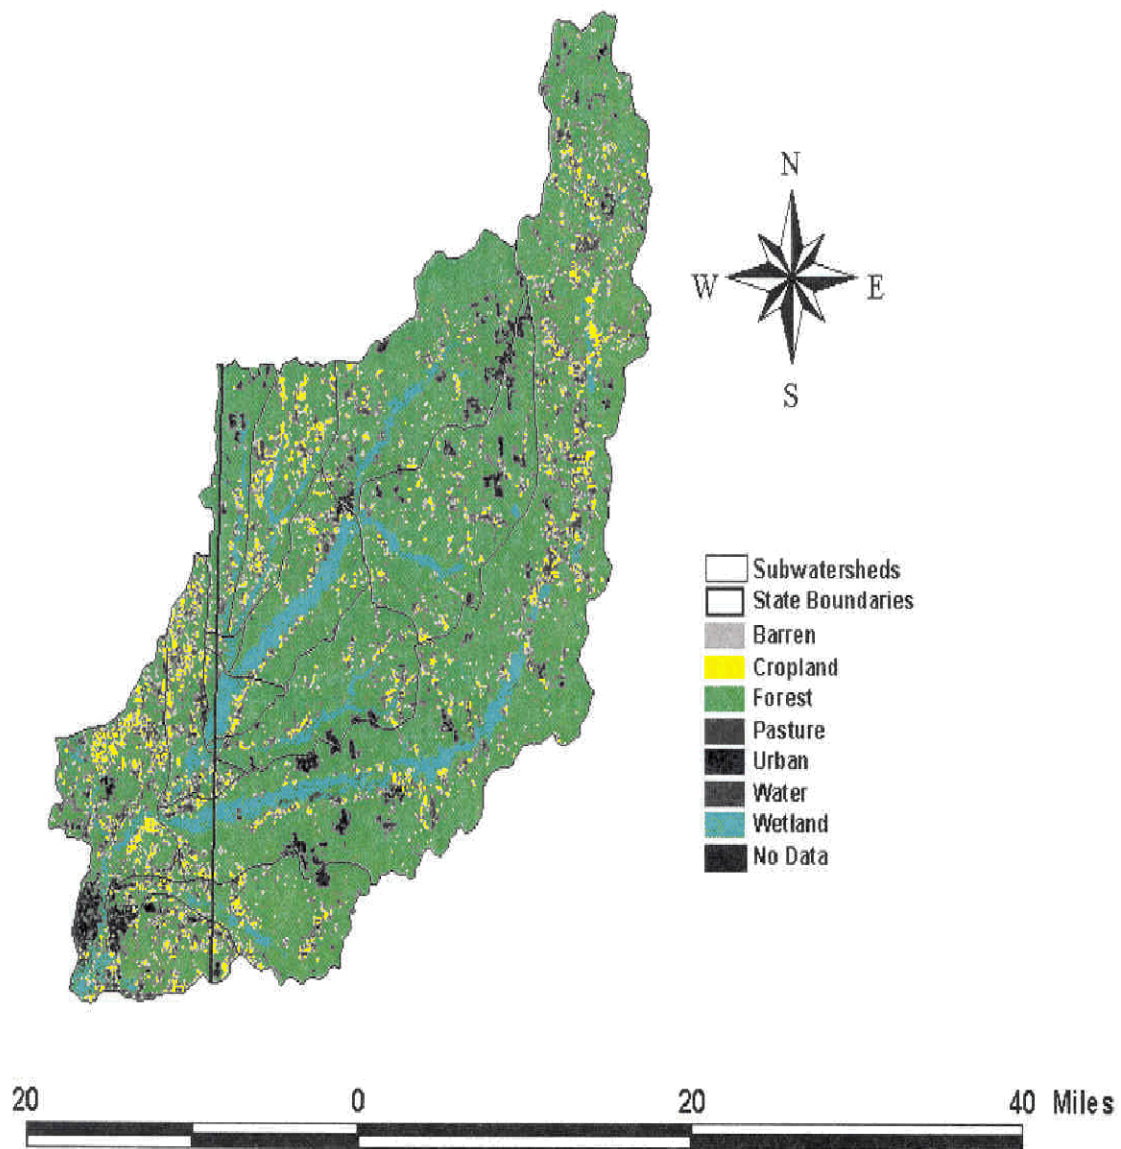 N
W E
S
Subwatersheds
State Boundaries
Barren
Cropland
Forest
Pasture
Urban
Water
Wetland
No Data
20 0 20 40 Miles